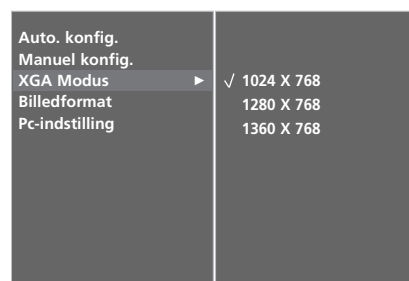 Auto. konfig.
Manuel konfig.
XGA Modus ►
Billedformat
Pc-indstilling
√ 1024 X 768
1280 X 768
1360 X 768